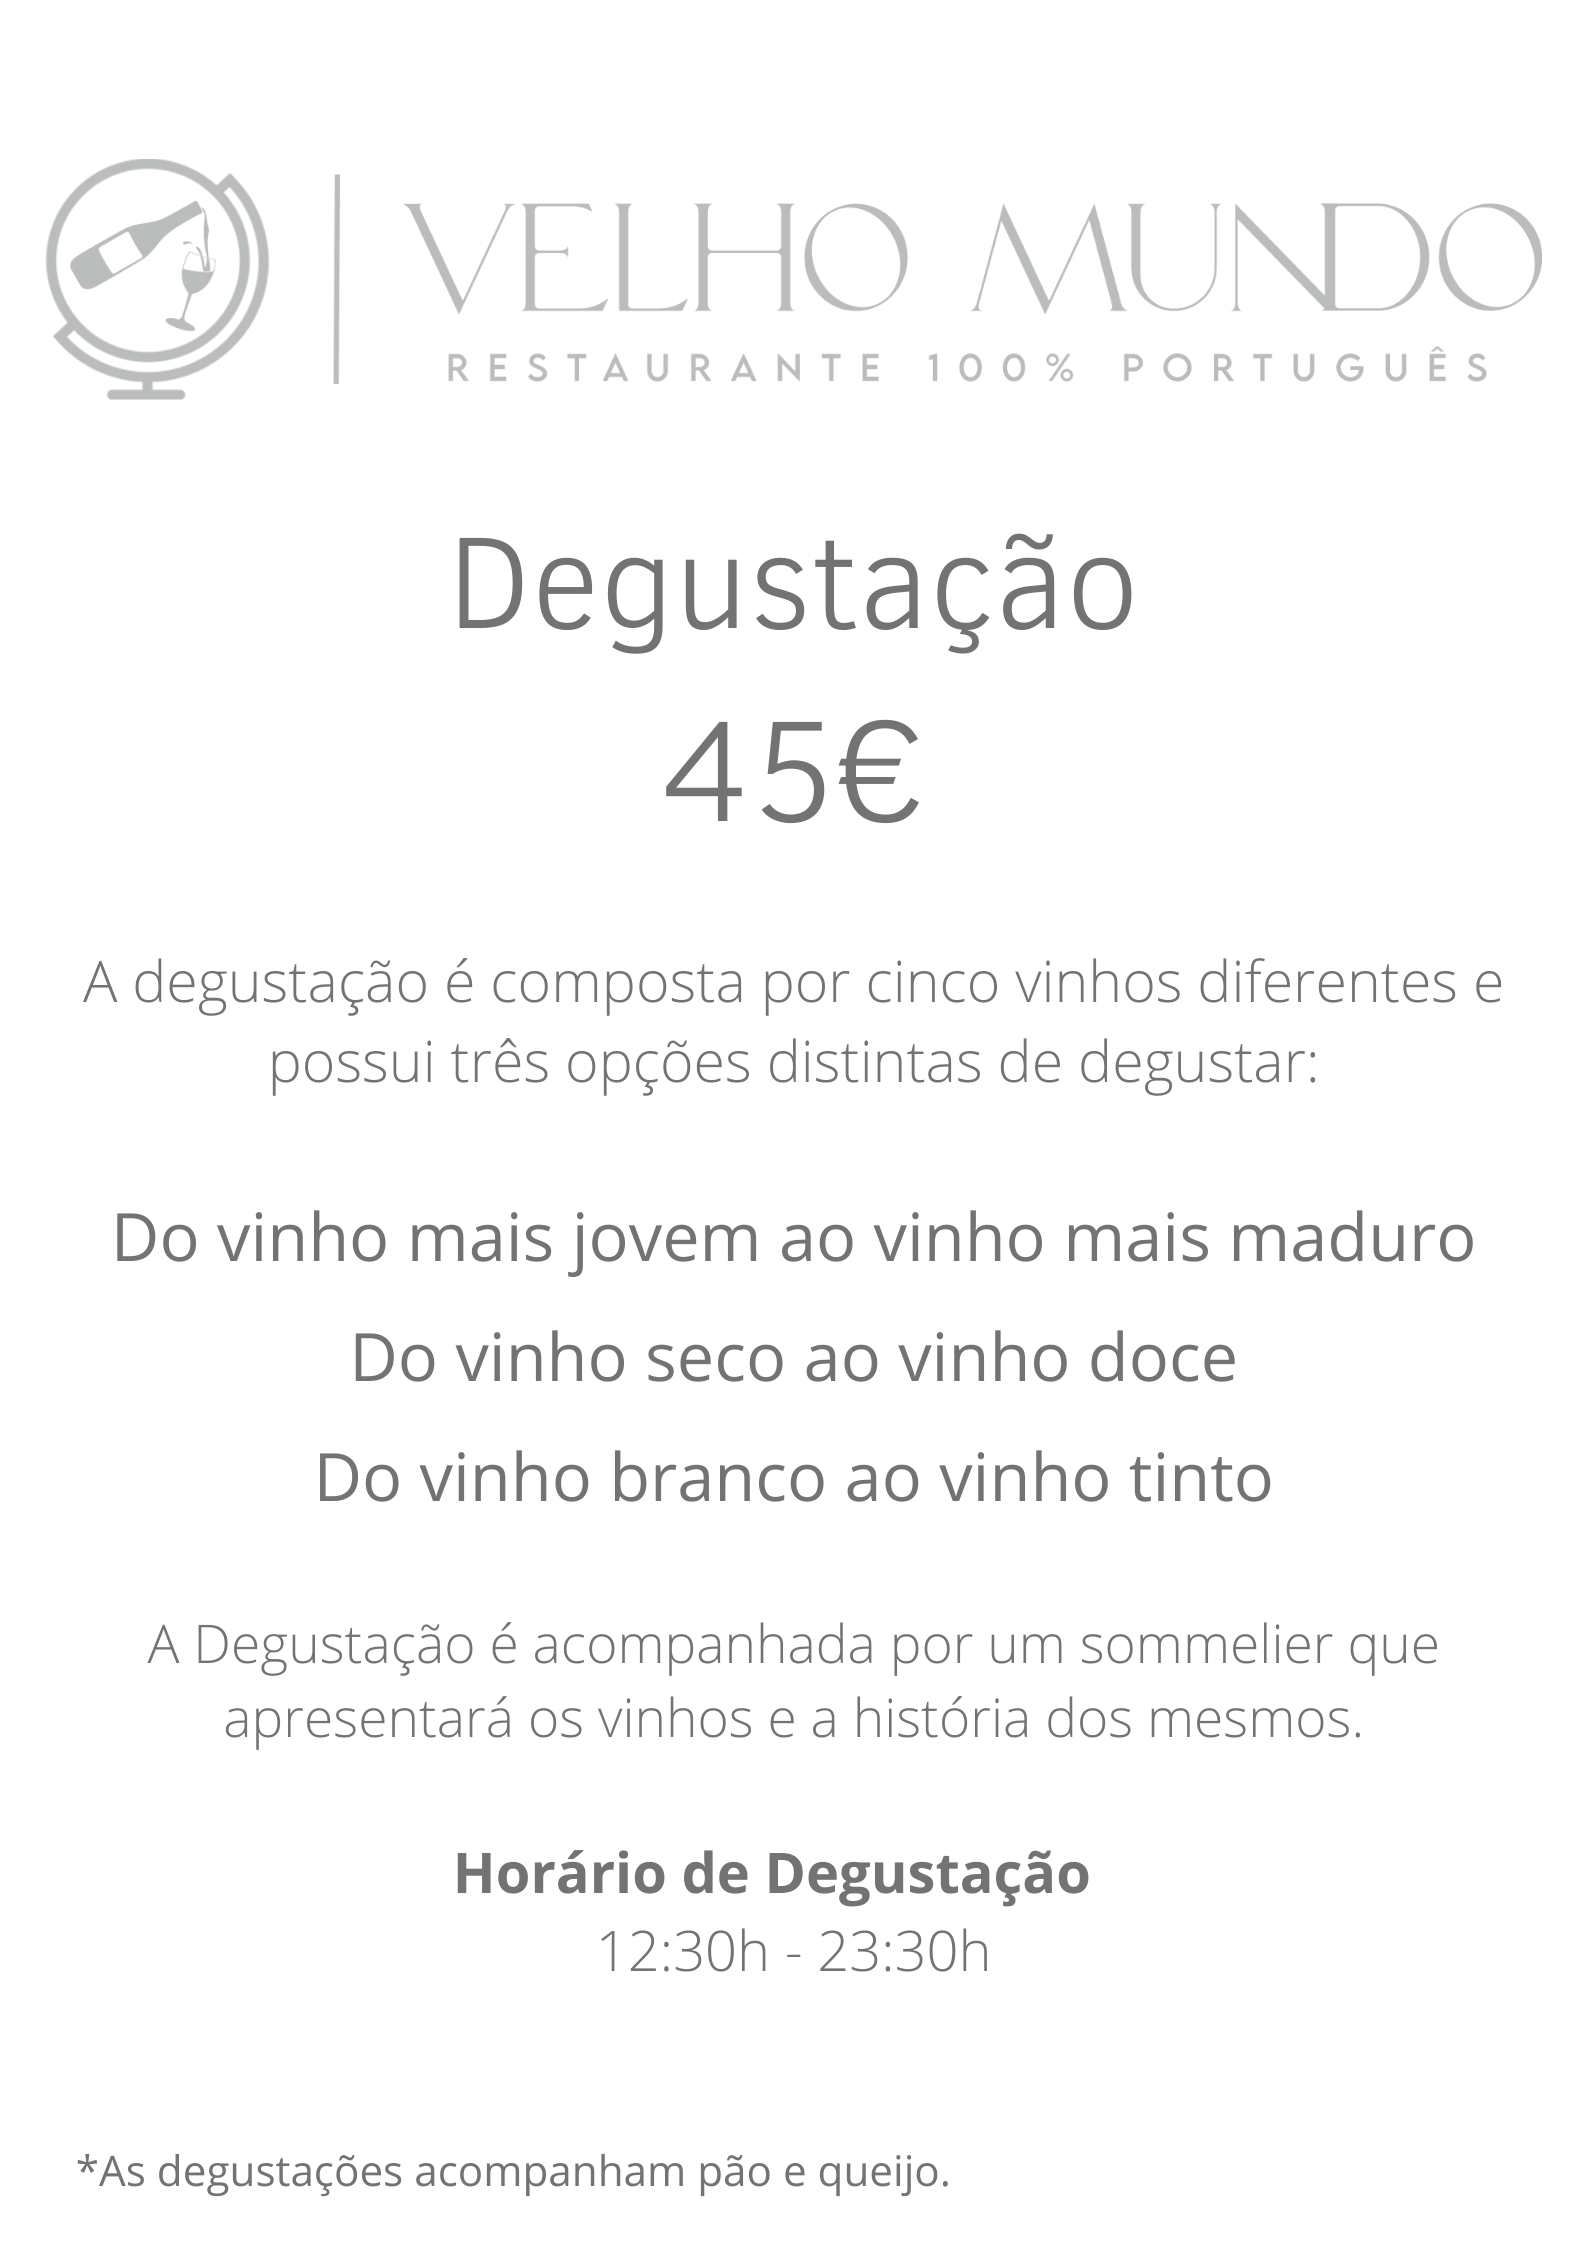 VELHO MUNDO
RESTAURANTE 100% PORTUGUÊS
Degustação
45€
A degustação é composta por cinco vinhos diferentes e
possui três opções distintas de degustar:
Do vinho mais jovem ao vinho mais maduro
Do vinho seco ao vinho doce
Do vinho branco ao vinho tinto
A Degustação é acompanhada por um sommelier que
apresentará os vinhos e a história dos mesmos.
Horário de Degustação
12:30h - 23:30h
*As degustações acompanham pão e queijo.